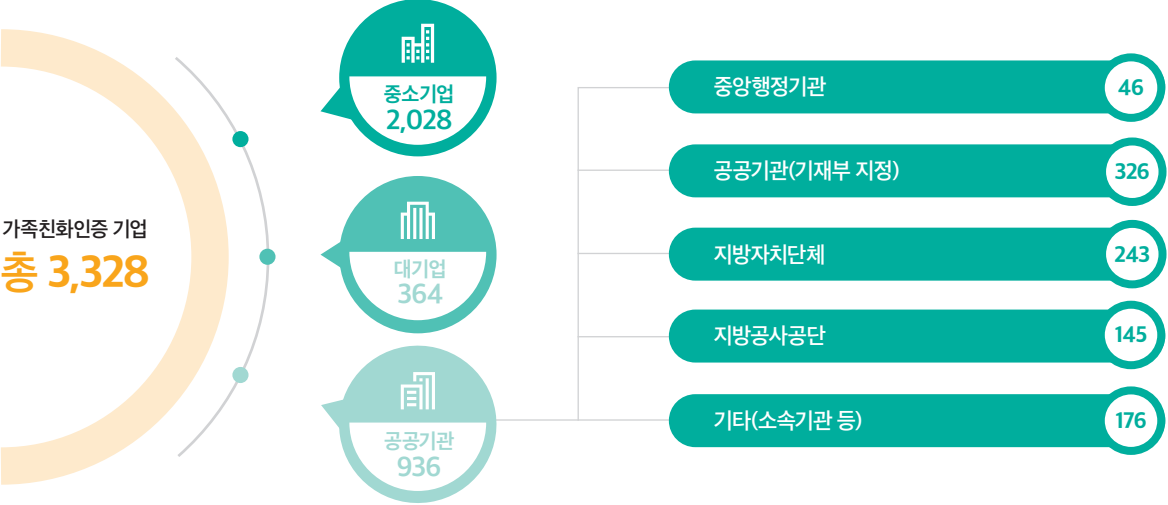 가족친화인증 기업
총 3,328
중소기업
2,028
대기업
364
공공기관
936
중앙행정기관 46
공공기관(기재부 지정) 326
지방자치단체 243
지방공사공단 145
기타(소속기관 등) 176